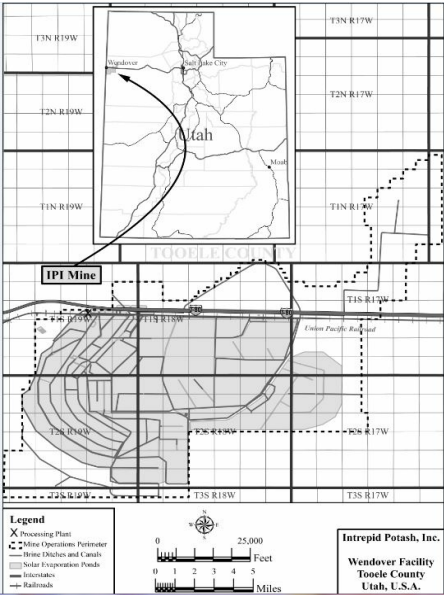 T3N R19W
T3N R17W
Wendover
Salt Lake City
T2N R19W
T2N R17W
Utah
Moab
T1N R19W
T1N R17W
TOOELE COUNTY
IPI Mine
T1S R17W
T1S R19W
T1S R18W
Union Pacific Railroad
T2S R19W
T2S R18W
T2S R17W
T3S R19W
T3S R18W
T3S R17W
Legend
X Processing Plant
Mine Operations Perimeter
Brine Ditches and Canals
Solar Evaporation Ponds
Interstates
Railroads
N
W E
S
0 25,000
Feet
0 1 2 3 4 5
Miles
Intrepid Potash, Inc.
Wendover Facility
Tooele County
Utah, U.S.A.